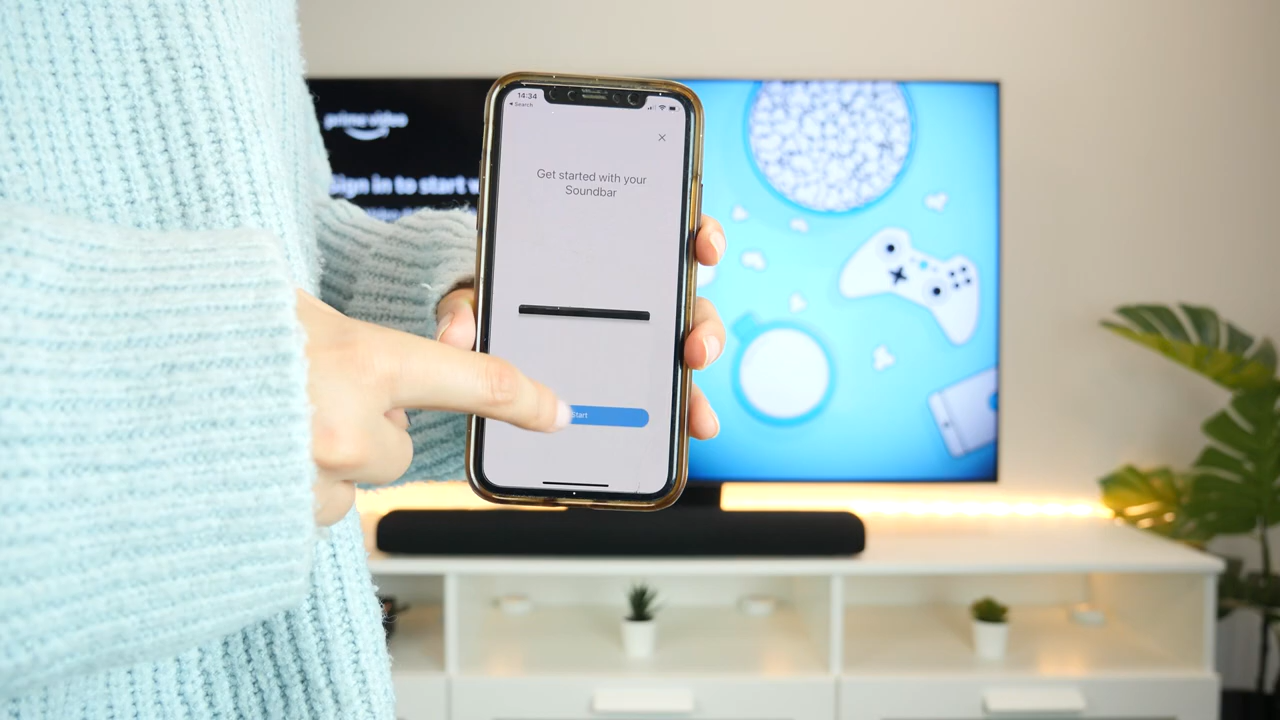 14:34
◂ Search
Get started with your
Soundbar
Start
prime video
Sign in to start w